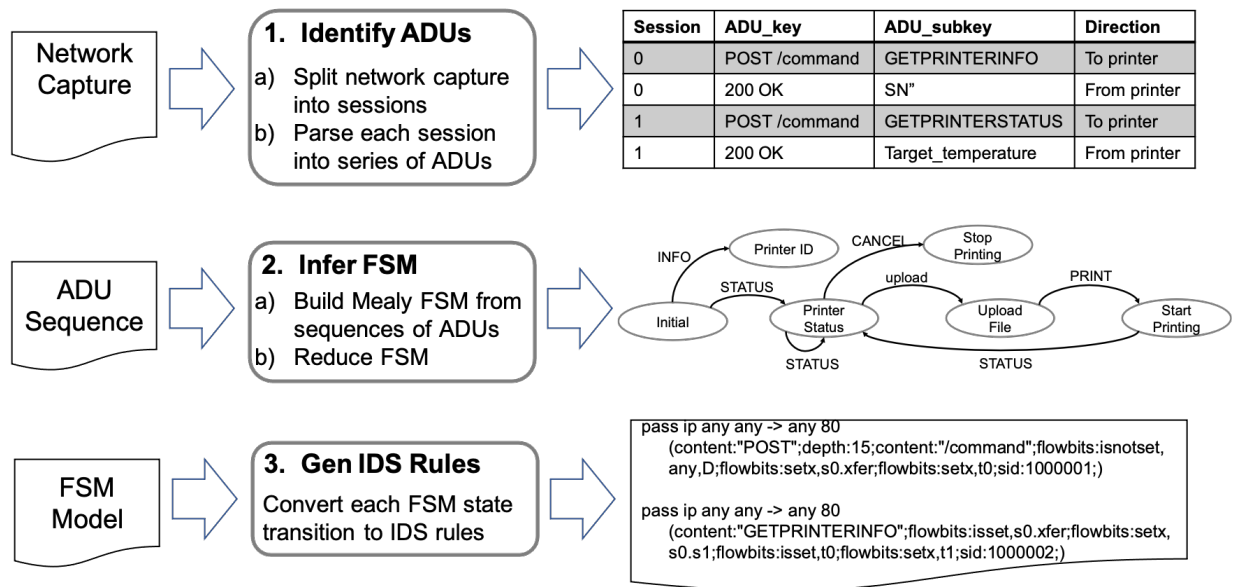 Network
Capture
1. Identify ADUs
a) Split network capture
into sessions
b) Parse each session
into series of ADUs
Session ADU_key ADU_subkey Direction
0 POST /command GETPRINTERINFO To printer
0 200 OK SN” From printer
1 POST /command GETPRINTERSTATUS To printer
1 200 OK Target_temperature From printer
ADU
Sequence
2. Infer FSM
a) Build Mealy FSM from
sequences of ADUs
b) Reduce FSM
INFO
Printer ID
CANCEL
Stop
Printing
STATUS
upload
PRINT
Initial
Printer
Status
Upload
File
Start
Printing
STATUS
STATUS
FSM
Model
3. Gen IDS Rules
Convert each FSM state
transition to IDS rules
pass ip any any -> any 80
(content:"POST";depth:15;content:"/command";flowbits:isnotset,
any,D;flowbits:setx,s0.xfer;flowbits:setx,t0;sid:1000001;)
pass ip any any -> any 80
(content:"GETPRINTERINFO";flowbits:isset,s0.xfer;flowbits:setx,
s0.s1;flowbits:isset,t0;flowbits:setx,t1;sid:1000002;)